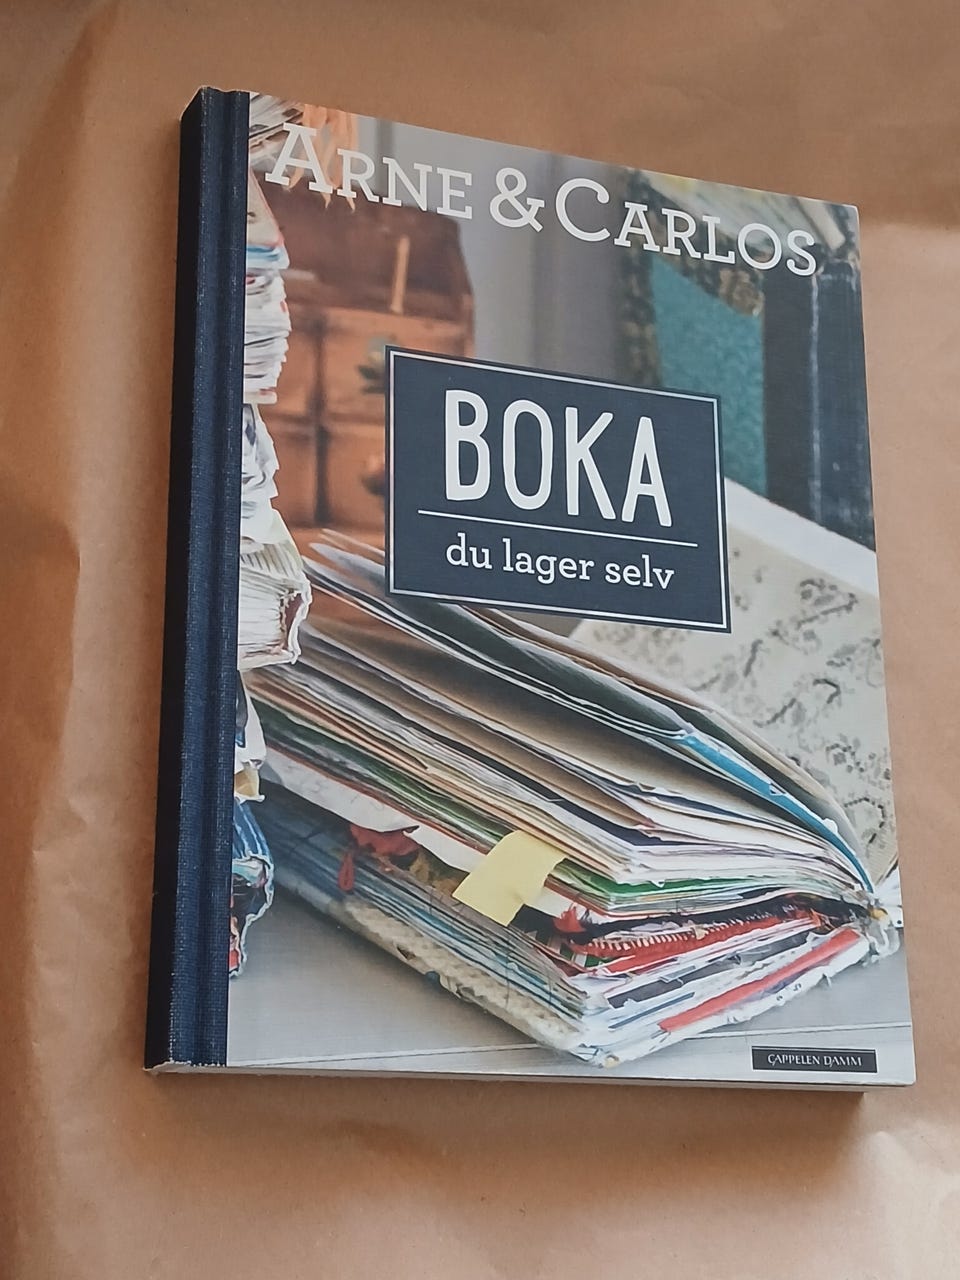 ARNE & CARLOS
BOKA
du lager selv
CAPPELEN DAMM